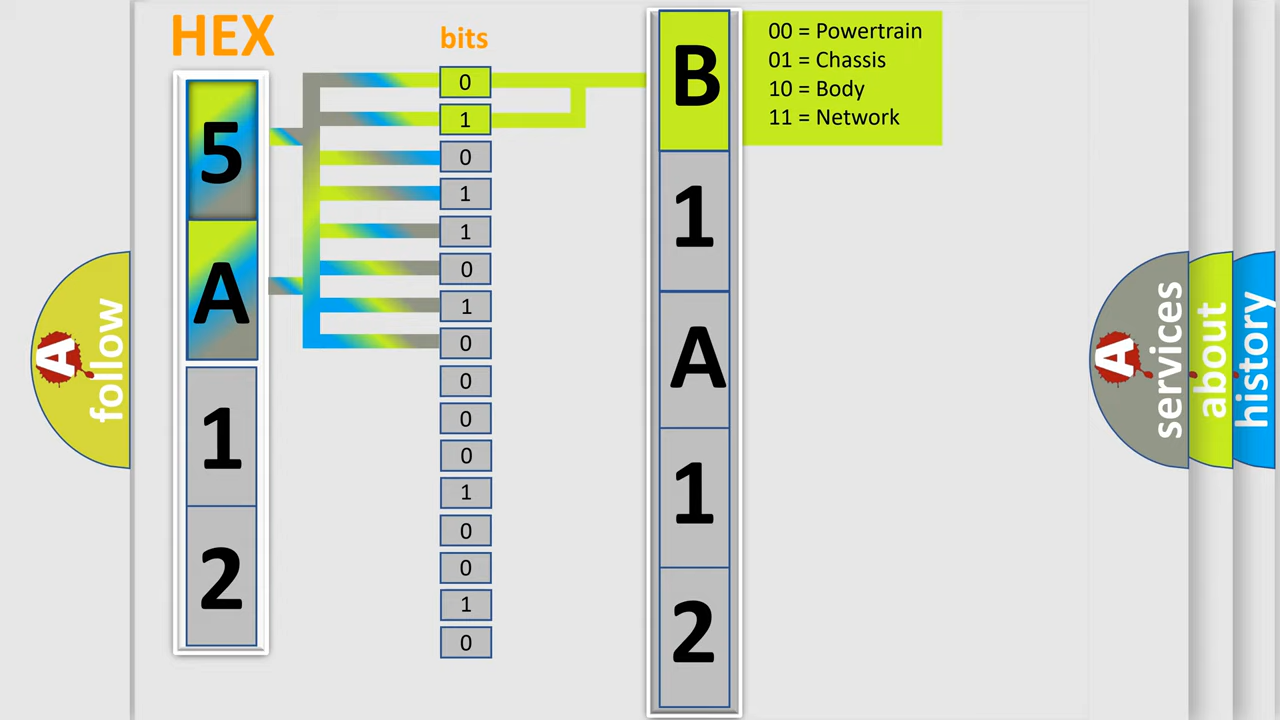 HEX
bits
5
A
1
2
0
1
0
1
1
0
1
0
0
0
0
1
0
0
1
0
B
1
A
1
2
00 = Powertrain
01 = Chassis
10 = Body
11 = Network
A
follow
A
services
about
history